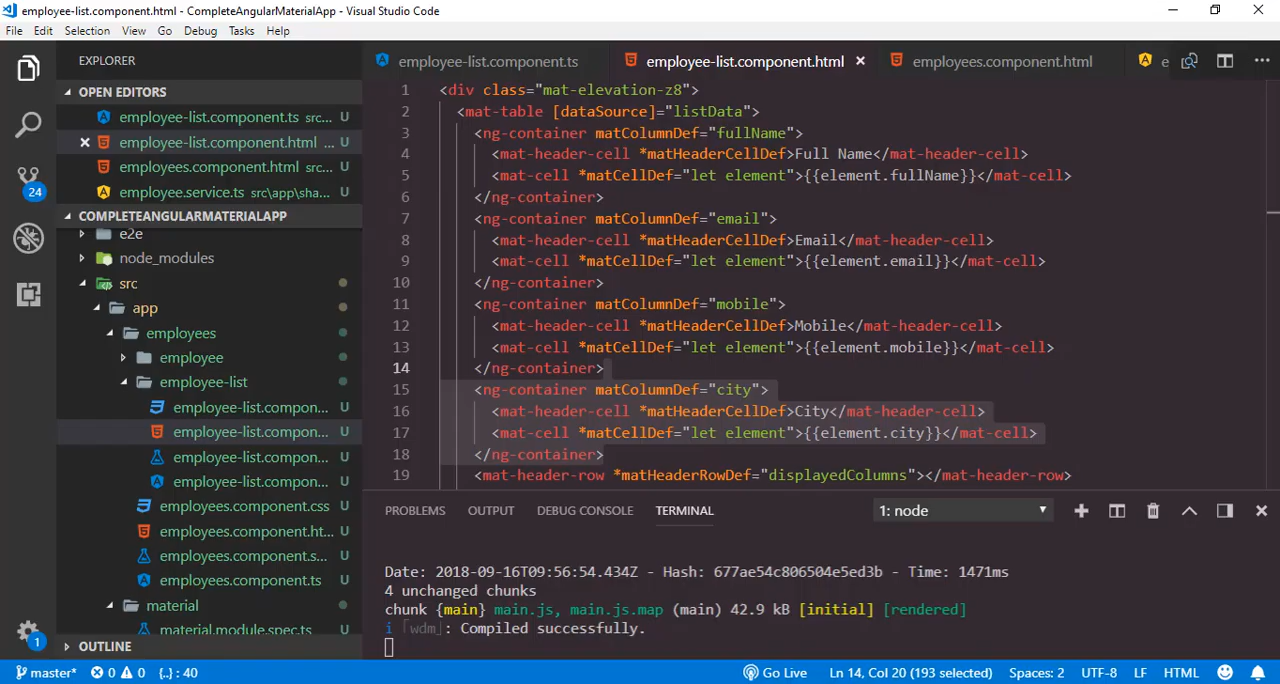 employee-list.component.html - CompleteAngularMaterialApp - Visual Studio Code
File Edit Selection View Go Debug Tasks Help
EXPLORER
OPEN EDITORS
employee-list.component.ts src... U
employee-list.component.html ... U
employees.component.html src... U
employee.service.ts src\app\sha... U
COMPLETEANGULARMATERIALAPP
e2e
node_modules
src
app
employees
employee
employee-list
employee-list.compon... U
employee-list.compon... U
employee-list.compon... U
employee-list.compon... U
employees.component.css U
employees.component.ht... U
employees.component.s... U
employees.component.ts U
material
material.module.spec.ts U
OUTLINE
24
1
employee-list.component.ts employee-list.component.html employees.component.html e
1 <div class="mat-elevation-z8">
2 <mat-table [dataSource]="listData">
3 <ng-container matColumnDef="fullName">
4 <mat-header-cell *matHeaderCellDef>Full Name</mat-header-cell>
5 <mat-cell *matCellDef="let element">{{element.fullName}}</mat-cell>
6 </ng-container>
7 <ng-container matColumnDef="email">
8 <mat-header-cell *matHeaderCellDef>Email</mat-header-cell>
9 <mat-cell *matCellDef="let element">{{element.email}}</mat-cell>
10 </ng-container>
11 <ng-container matColumnDef="mobile">
12 <mat-header-cell *matHeaderCellDef>Mobile</mat-header-cell>
13 <mat-cell *matCellDef="let element">{{element.mobile}}</mat-cell>
14 </ng-container>
15 <ng-container matColumnDef="city">
16 <mat-header-cell *matHeaderCellDef>City</mat-header-cell>
17 <mat-cell *matCellDef="let element">{{element.city}}</mat-cell>
18 </ng-container>
19 <mat-header-row *matHeaderRowDef="displayedColumns"></mat-header-row>
PROBLEMS OUTPUT DEBUG CONSOLE TERMINAL 1: node
Date: 2018-09-16T09:56:54.434Z - Hash: 677ae54c806504e5ed3b - Time: 1471ms
4 unchanged chunks
chunk {main} main.js, main.js.map (main) 42.9 kB [initial] [rendered]
i ｢wdm｣: Compiled successfully.
master* 0 0 {..} : 40 Go Live Ln 14, Col 20 (193 selected) Spaces: 2 UTF-8 LF HTML